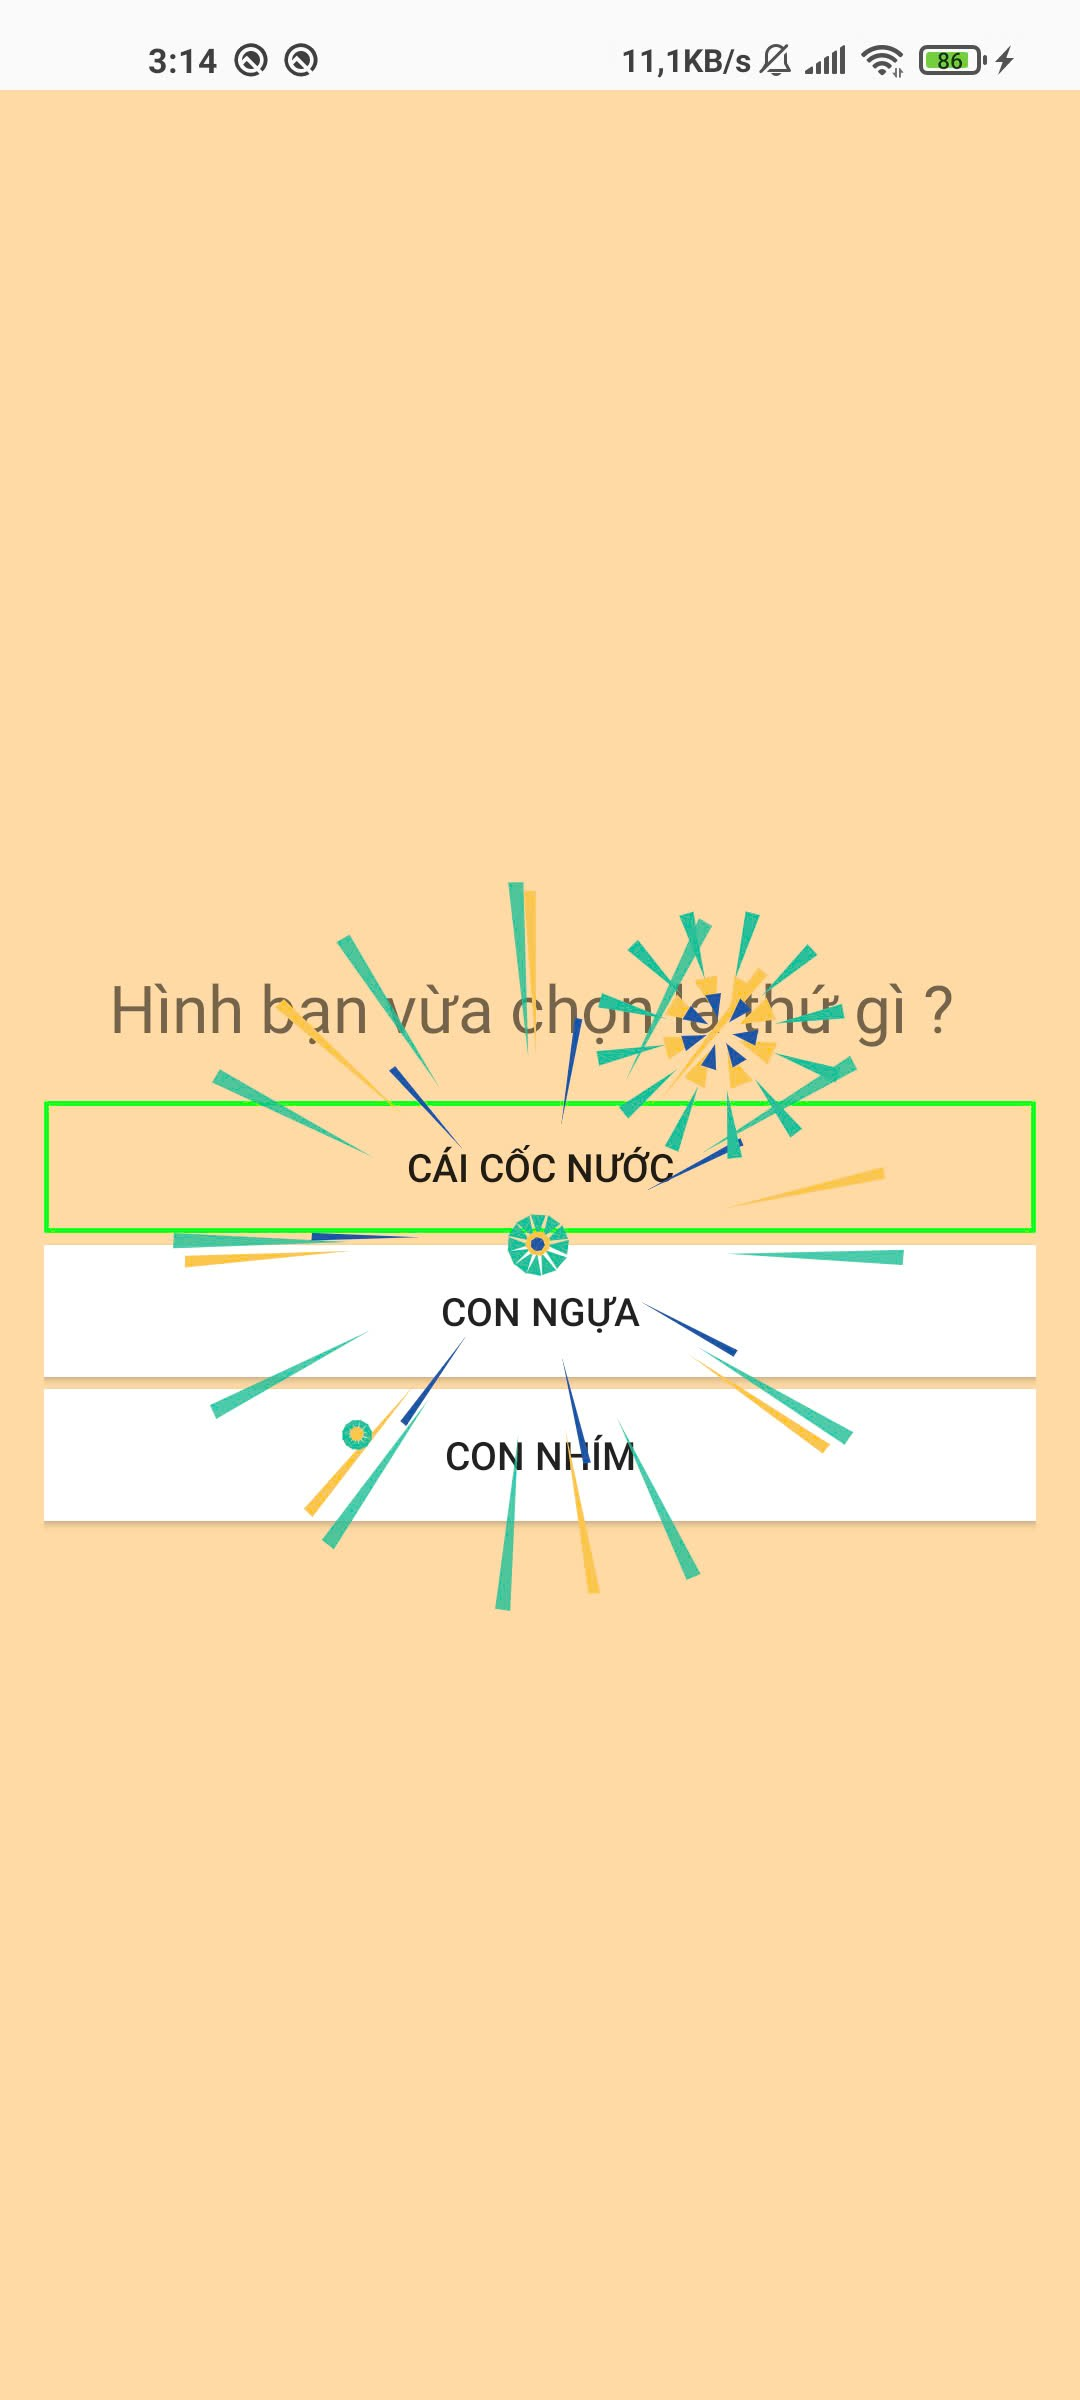 3:14 11,1KB/s 86
Hình bạn vừa chọn là thứ gì ?
CÁI CỐC NƯỚC
CON NGỰA
CON NHÍM